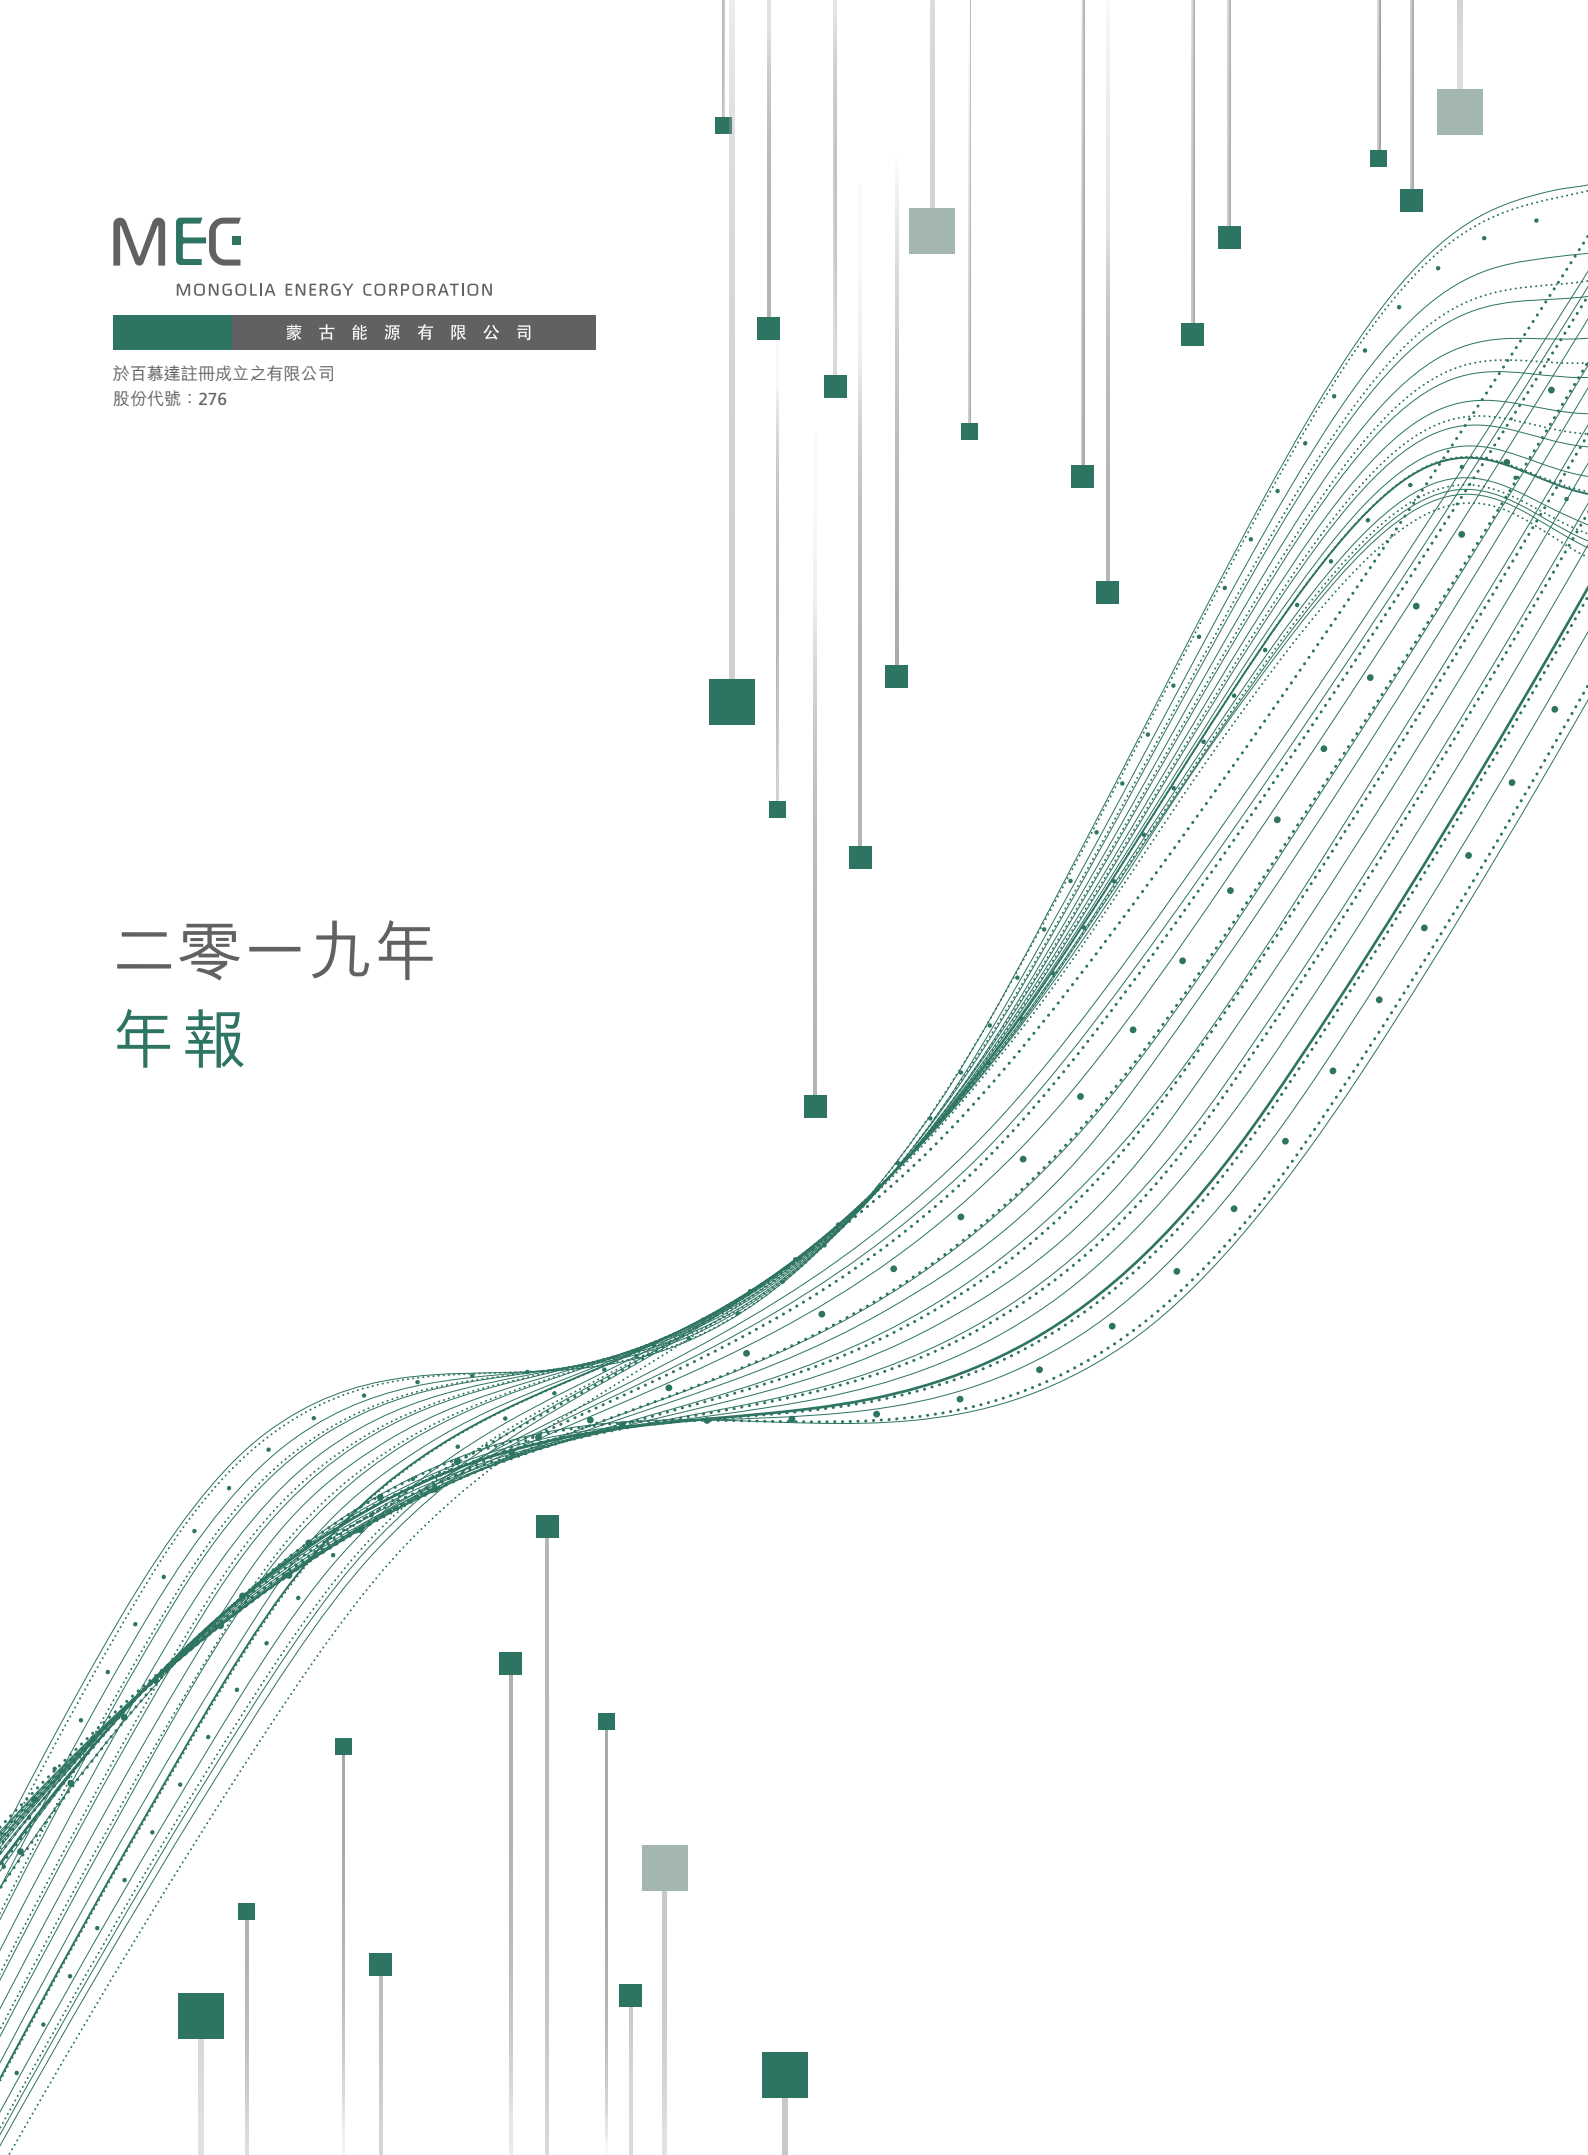 MEC
MONGOLIA ENERGY CORPORATION
蒙古能源有限公司
於百慕達註冊成立之有限公司
股份代號：276
二零一九年
年報